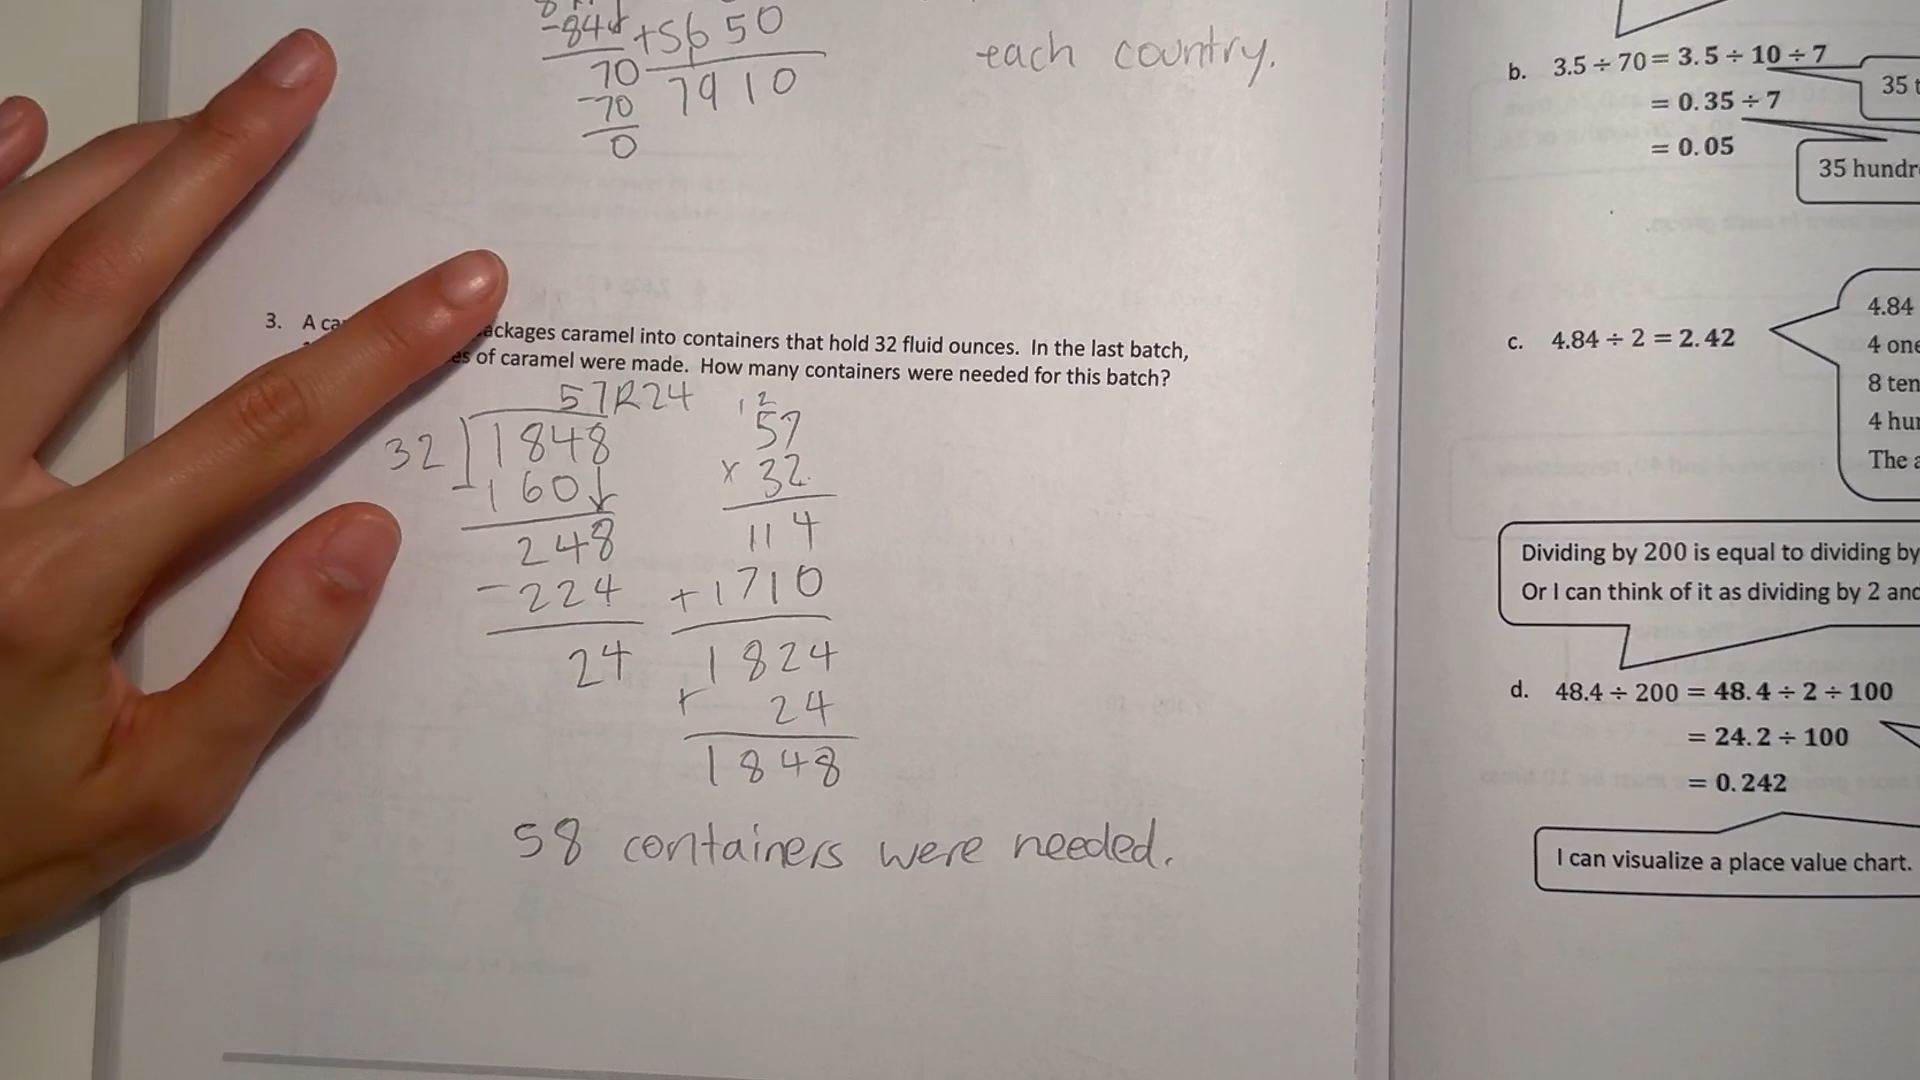 -84 +5650
70 7910
-70
0
each country.
3. A ca
ackages caramel into containers that hold 32 fluid ounces. In the last batch,
es of caramel were made. How many containers were needed for this batch?
57R24
32 1848
-160
248
-224
24
1 2
57
x 32
114
+1710
1824
+ 24
1848
58 containers were needed.
b. 3.5 ÷ 70 = 3.5 ÷ 10 ÷ 7
= 0.35 ÷ 7
= 0.05
35 t
35 hundr
c. 4.84 ÷ 2 = 2.42
4.84
4 one
8 ten
4 hun
The a
Dividing by 200 is equal to dividing by
Or I can think of it as dividing by 2 and
d. 48.4 ÷ 200 = 48.4 ÷ 2 ÷ 100
= 24.2 ÷ 100
= 0.242
I can visualize a place value chart.